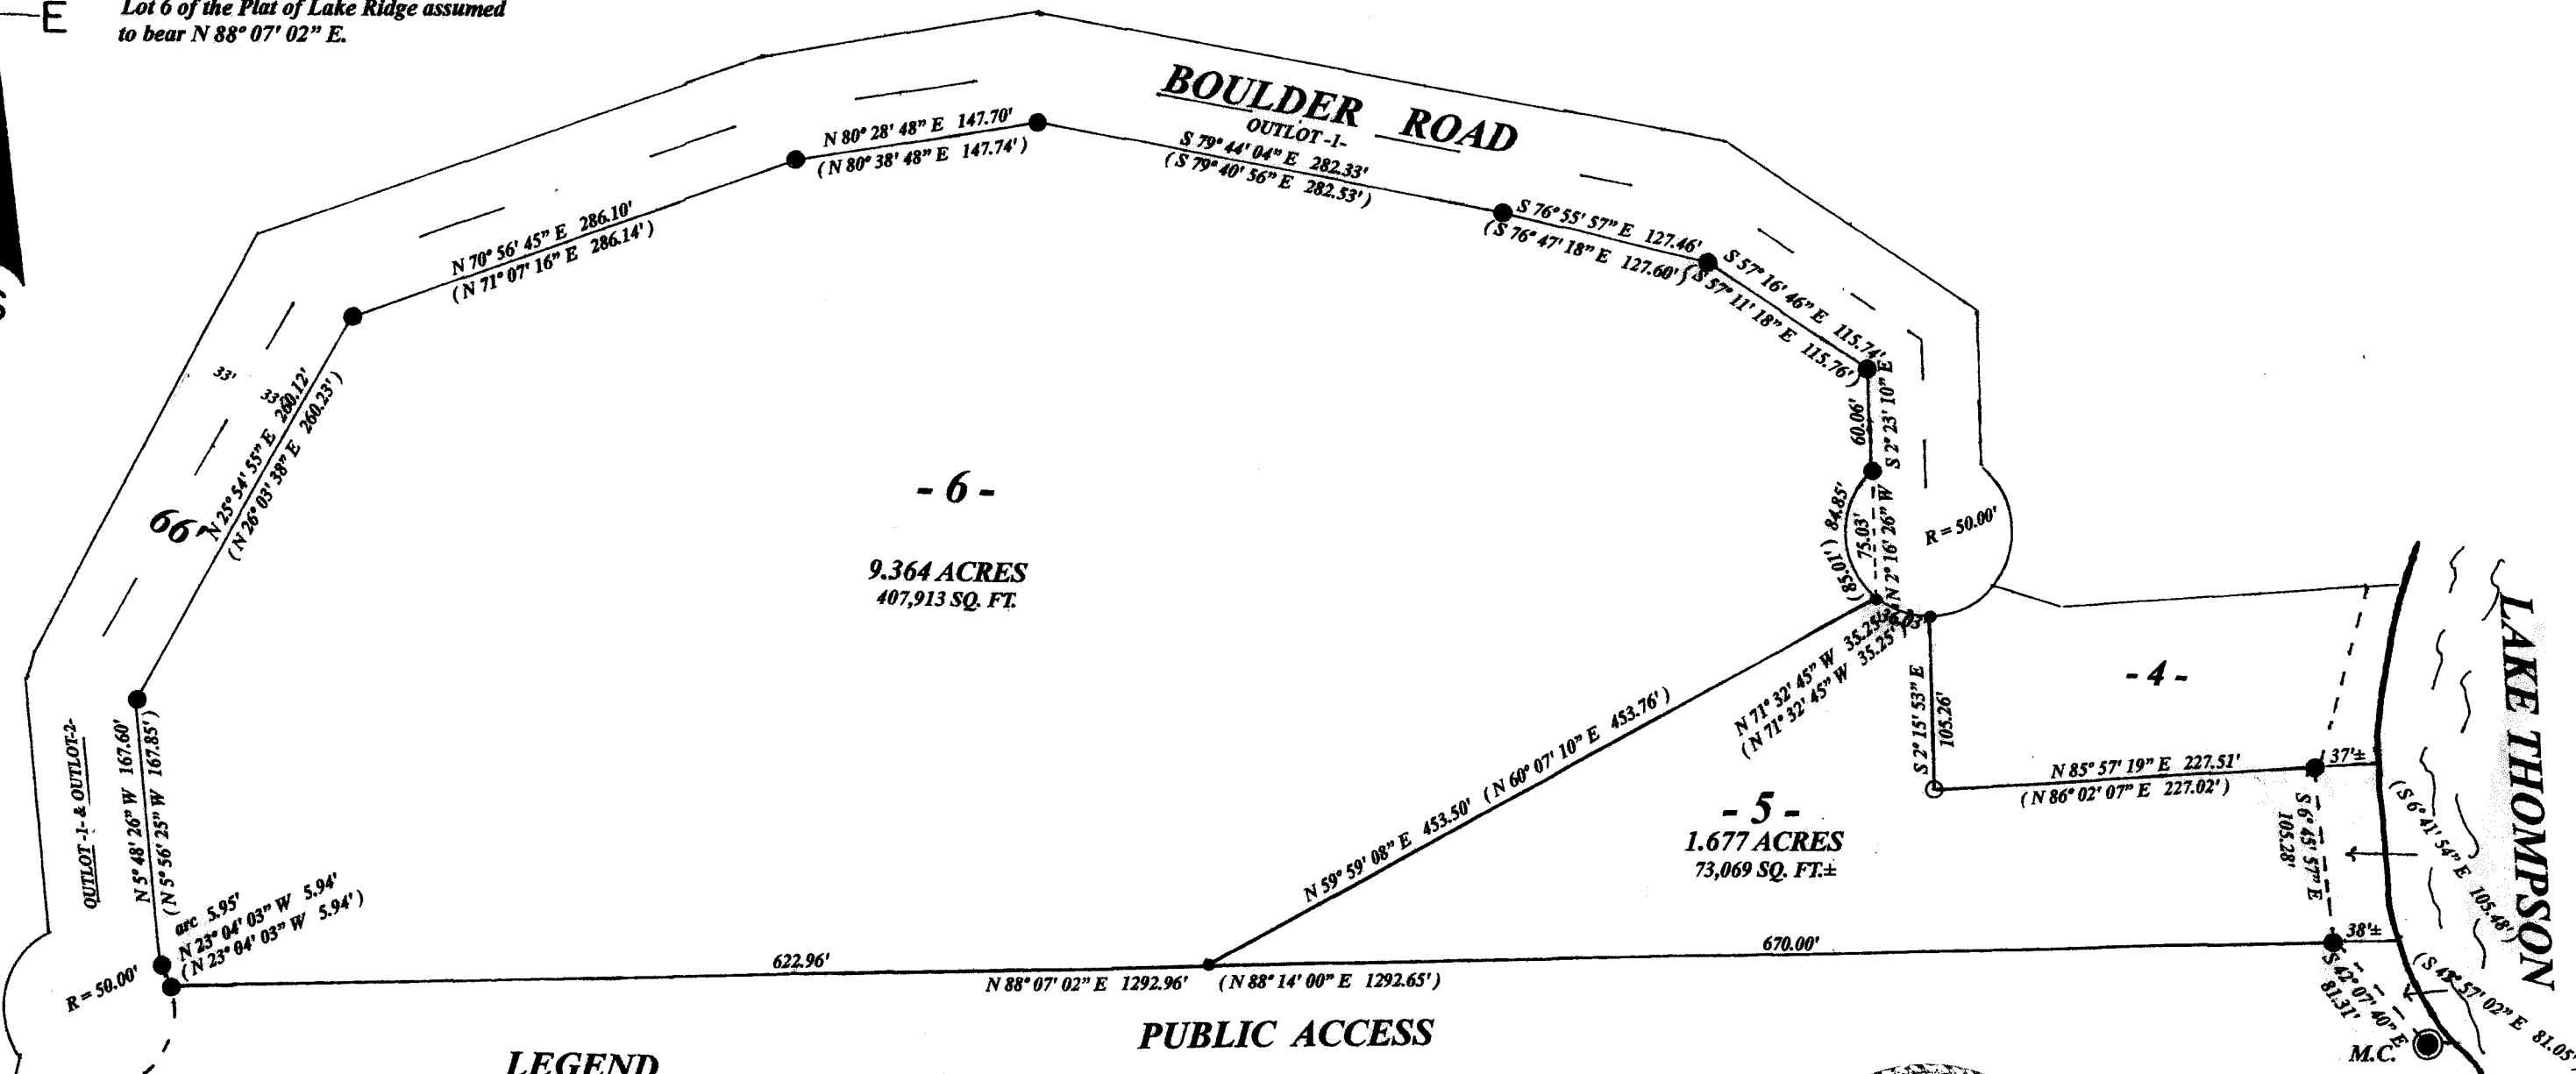 E
Lot 6 of the Plat of Lake Ridge assumed
to bear N 88° 07' 02" E.
BOULDER ROAD
OUTLOT -1-
N 80° 28' 48" E 147.70'
( N 80° 38' 48" E 147.74' )
S 79° 44' 04" E 282.33'
( S 79° 40' 56" E 282.53' )
S 76° 55' 57" E 127.46'
( S 76° 47' 18" E 127.60' )
S 57° 16' 46" E 115.74'
( S 57° 11' 18" E 115.76' )
N 70° 56' 45" E 286.10'
( N 71° 07' 16" E 286.14' )
33'
33'
N 25° 54' 55" E 260.12'
( N 26° 03' 38" E 260.23' )
66'
60.06'
S 2° 23' 10" E
- 6 -
9.364 ACRES
407,913 SQ. FT.
( 85.01' ) 84.85'
75.03'
N 2° 16' 26" W
R = 50.00'
N 71° 32' 45" W 35.25'
( N 71° 32' 45" W 35.25' )
S 2° 15' 53" E
105.26'
- 4 -
LAKE THOMPSON
N 85° 57' 19" E 227.51'
( N 86° 02' 07" E 227.02' )
37'±
OUTLOT -1- & OUTLOT-2-
N 5° 48' 26" W 167.60'
( N 5° 56' 25" W 167.85' )
N 59° 59' 08" E 453.50' ( N 60° 07' 10" E 453.76' )
- 5 -
1.677 ACRES
73,069 SQ. FT.±
S 6° 45' 57" E
105.28'
( S 6° 41' 54" E 105.48' )
arc 5.95'
N 23° 04' 03" W 5.94'
( N 23° 04' 03" W 5.94' )
R = 50.00'
622.96'
670.00'
38'±
N 88° 07' 02" E 1292.96' ( N 88° 14' 00" E 1292.65' )
S 42° 07' 40" E
81.31'
57' 02" E 81.05'
M.C.
PUBLIC ACCESS
LEGEND